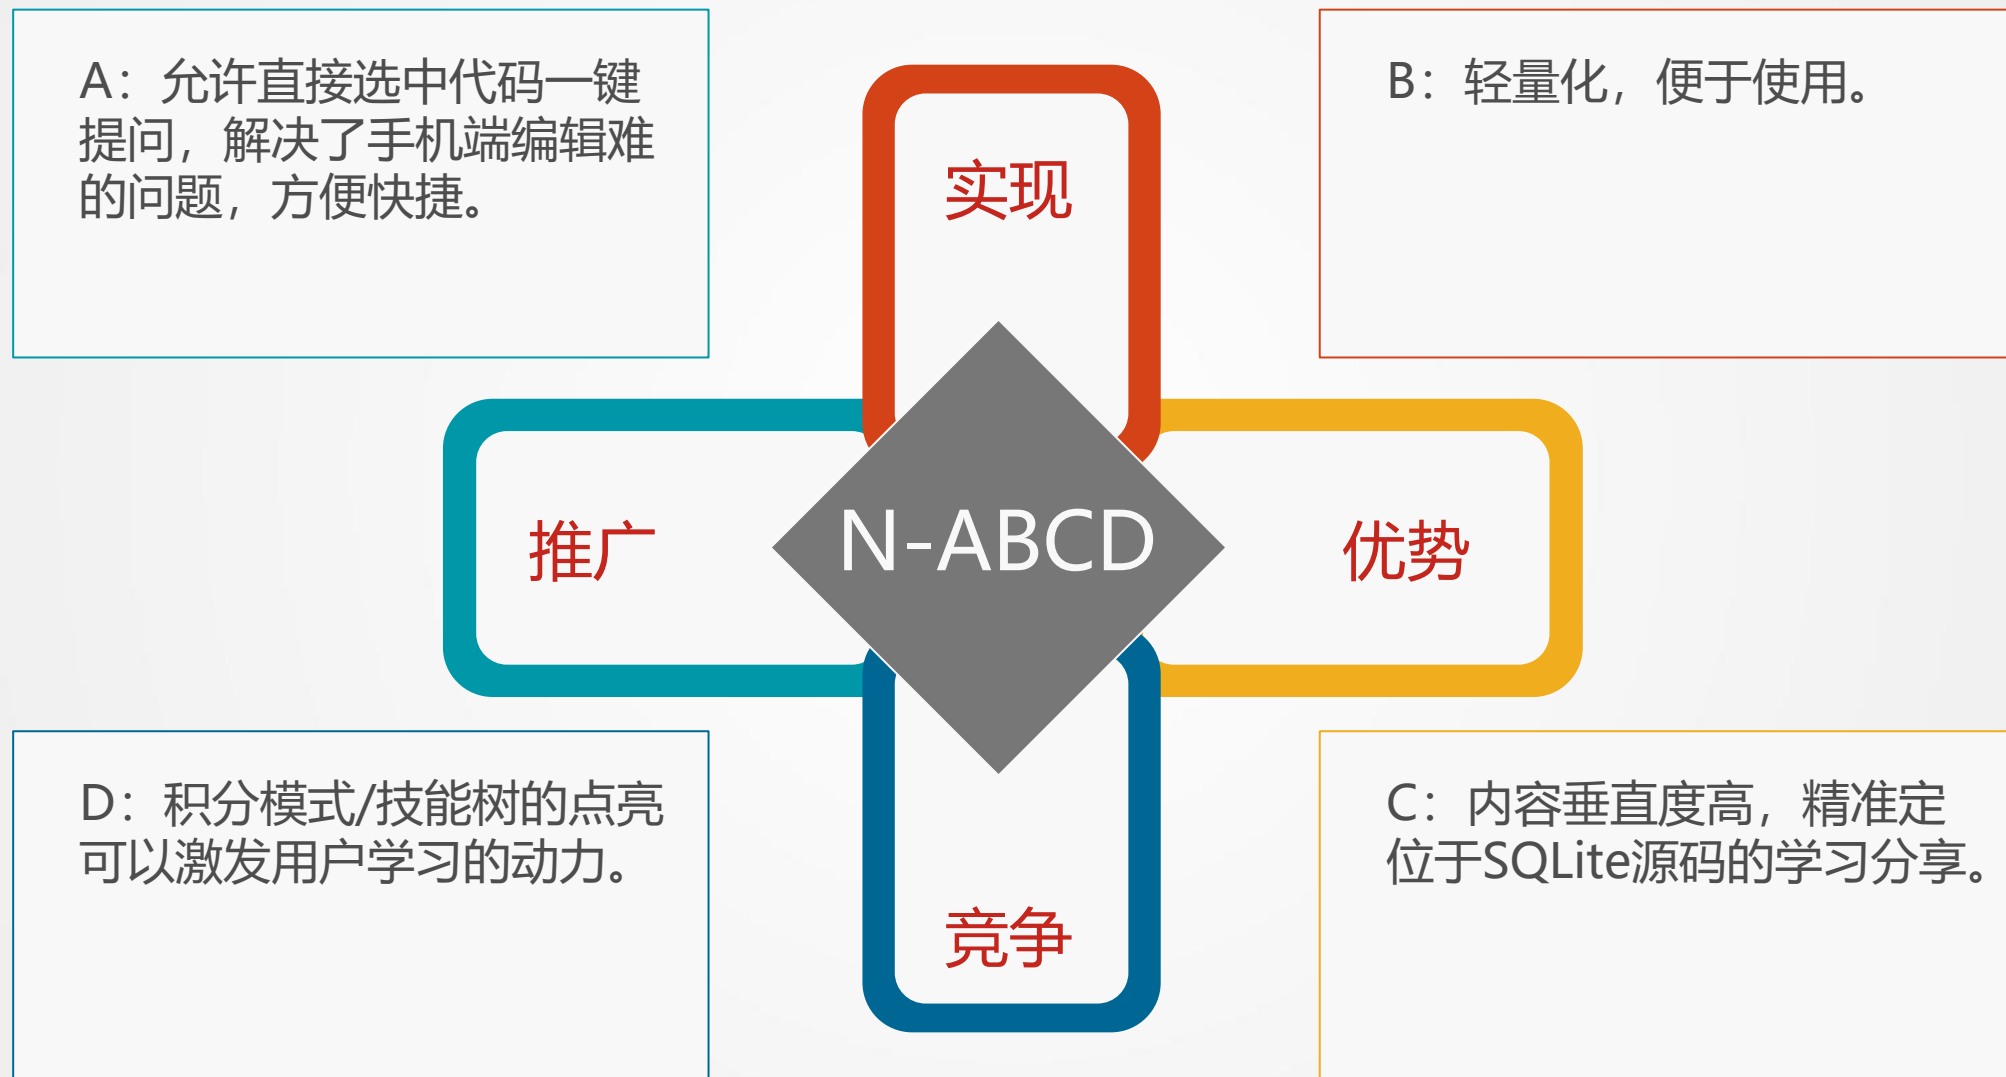 A：允许直接选中代码一键
提问，解决了手机端编辑难
的问题，方便快捷。
B：轻量化，便于使用。
实现
推广
N-ABCD
优势
竞争
D：积分模式/技能树的点亮
可以激发用户学习的动力。
C：内容垂直度高，精准定
位于SQLite源码的学习分享。